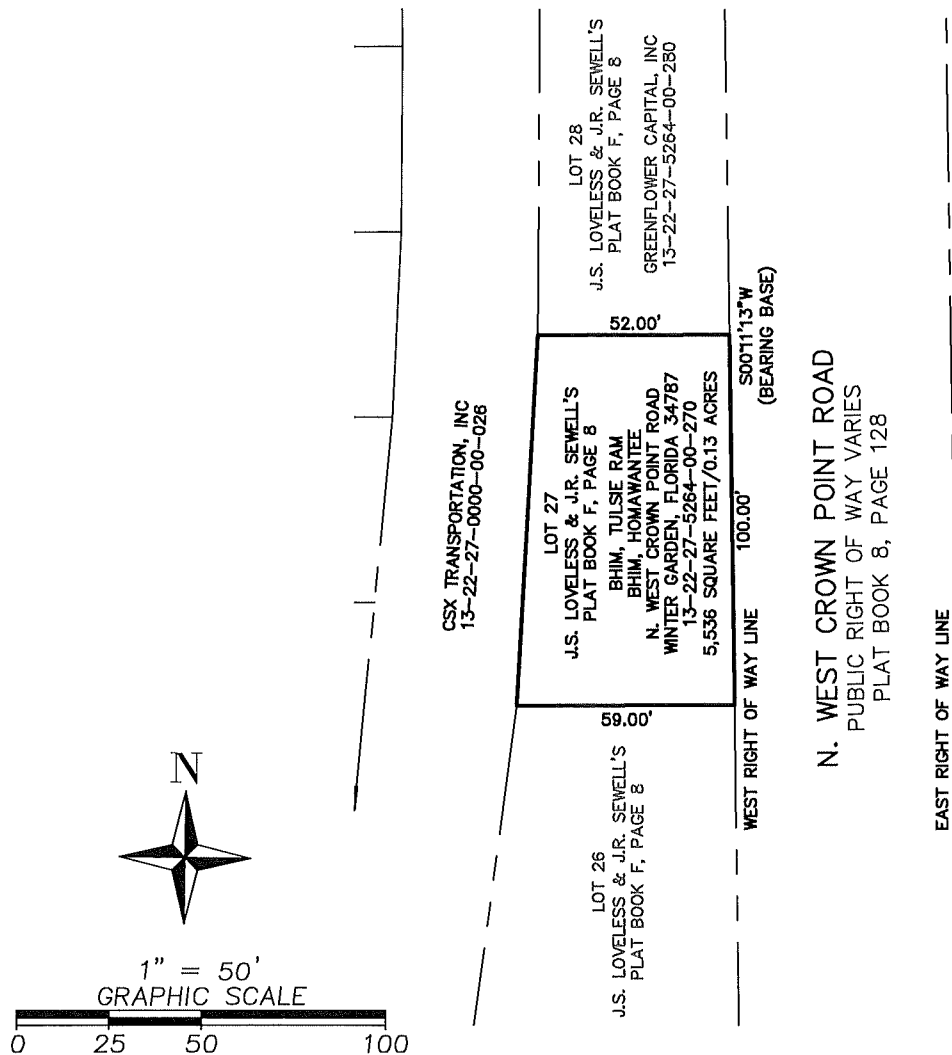 LOT 28
J.S. LOVELESS & J.R. SEWELL'S
PLAT BOOK F, PAGE 8
GREENFLOWER CAPITAL, INC
13-22-27-5264-00-280
52.00'
S00°11'13"W
(BEARING BASE)
CSX TRANSPORTATION, INC
13-22-27-0000-00-026
LOT 27
J.S. LOVELESS & J.R. SEWELL'S
PLAT BOOK F, PAGE 8
BHIM, TULSIE RAM
BHIM, HOMAWANTEE
N. WEST CROWN POINT ROAD
WINTER GARDEN, FLORIDA 34787
13-22-27-5264-00-270
5,536 SQUARE FEET/0.13 ACRES
100.00'
59.00'
WEST RIGHT OF WAY LINE
N. WEST CROWN POINT ROAD
PUBLIC RIGHT OF WAY VARIES
PLAT BOOK 8, PAGE 128
EAST RIGHT OF WAY LINE
LOT 26
J.S. LOVELESS & J.R. SEWELL'S
PLAT BOOK F, PAGE 8
N
1" = 50'
GRAPHIC SCALE
0 25 50 100